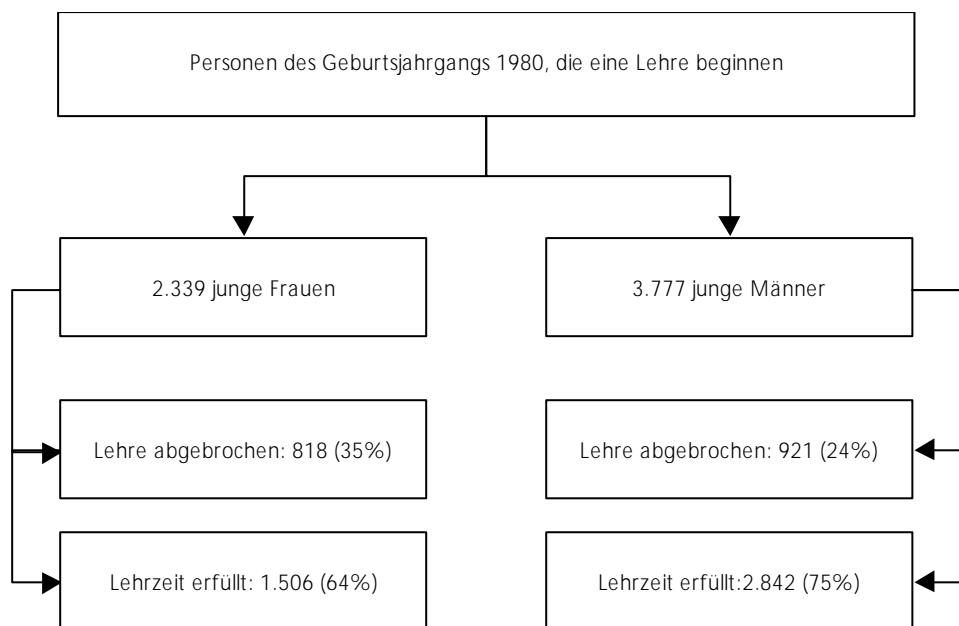 Personen des Geburtsjahrgangs 1980, die eine Lehre beginnen
2.339 junge Frauen
3.777 junge Männer
Lehre abgebrochen: 818 (35%)
Lehre abgebrochen: 921 (24%)
Lehrzeit erfüllt: 1.506 (64%)
Lehrzeit erfüllt:2.842 (75%)